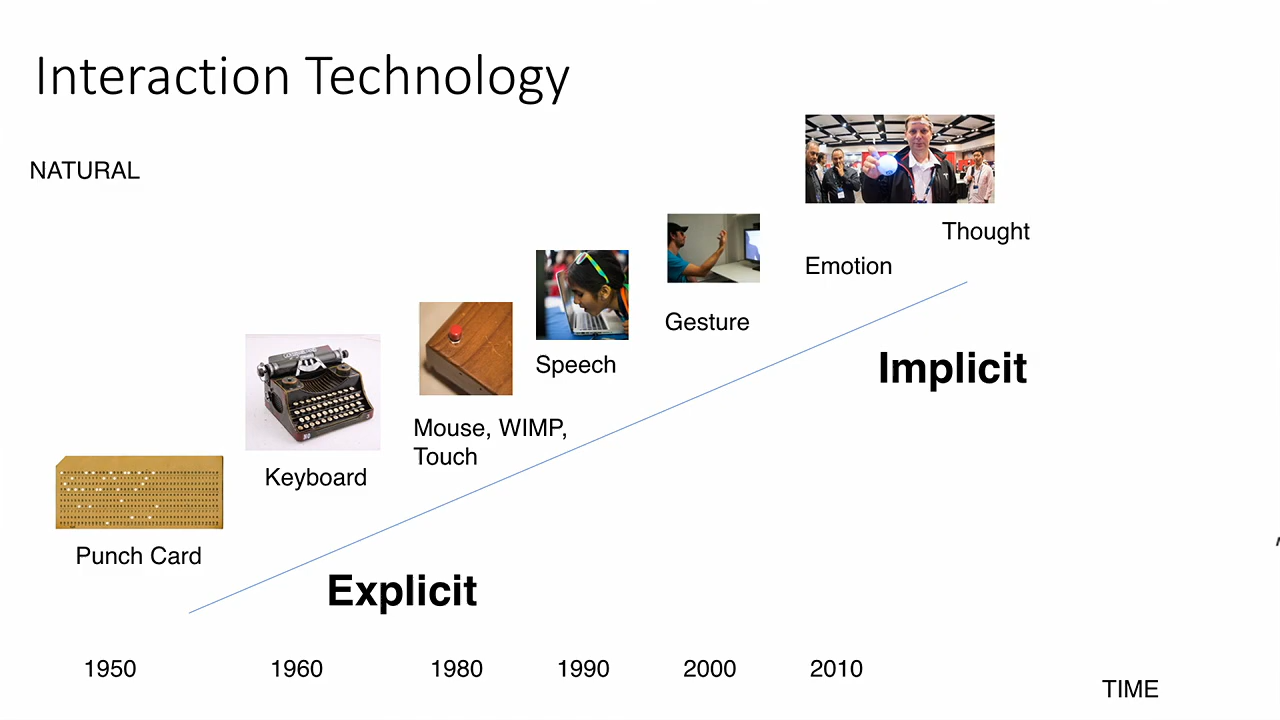 Interaction Technology
NATURAL
Thought
Emotion
Gesture
Speech
Implicit
Mouse, WIMP,
Touch
Keyboard
Punch Card
Explicit
1950 1960 1980 1990 2000 2010
TIME